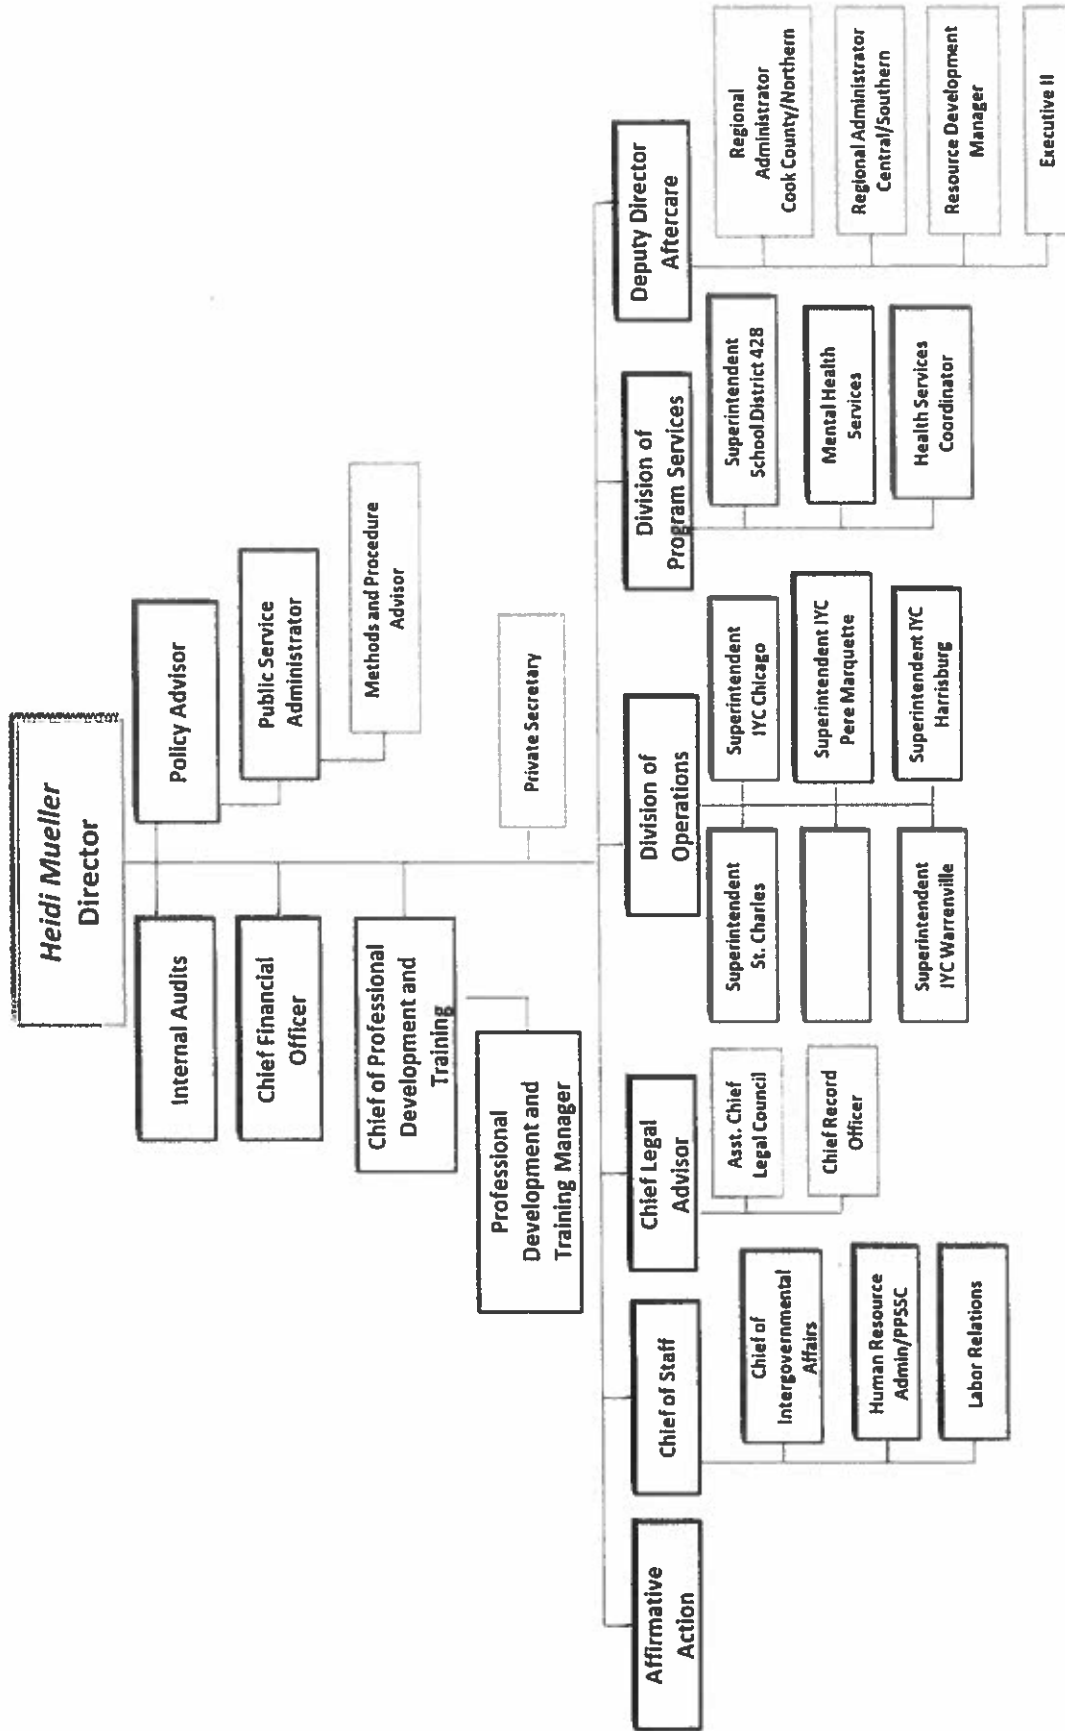 Heidi Mueller
Director
Internal Audits
Policy Advisor
Chief Financial
Officer
Public Service
Administrator
Chief of Professional
Development and
Training
Methods and Procedure
Advisor
Professional
Development and
Training Manager
Private Secretary
Affirmative
Action
Chief of Staff
Chief of
Intergovernmental
Affairs
Human Resource
Admin/PPSSC
Labor Relations
Chief Legal
Advisor
Asst. Chief
Legal Council
Chief Record
Officer
Division of
Operations
Superintendent
St. Charles
Superintendent
IYC Chicago
Superintendent IYC
Pere Marquette
Superintendent
IYC Warrenville
Superintendent IYC
Harrisburg
Division of
Program Services
Superintendent
School District 428
Mental Health
Services
Health Services
Coordinator
Deputy Director
Aftercare
Regional
Administrator
Cook County/Northern
Regional Administrator
Central/Southern
Resource Development
Manager
Executive II